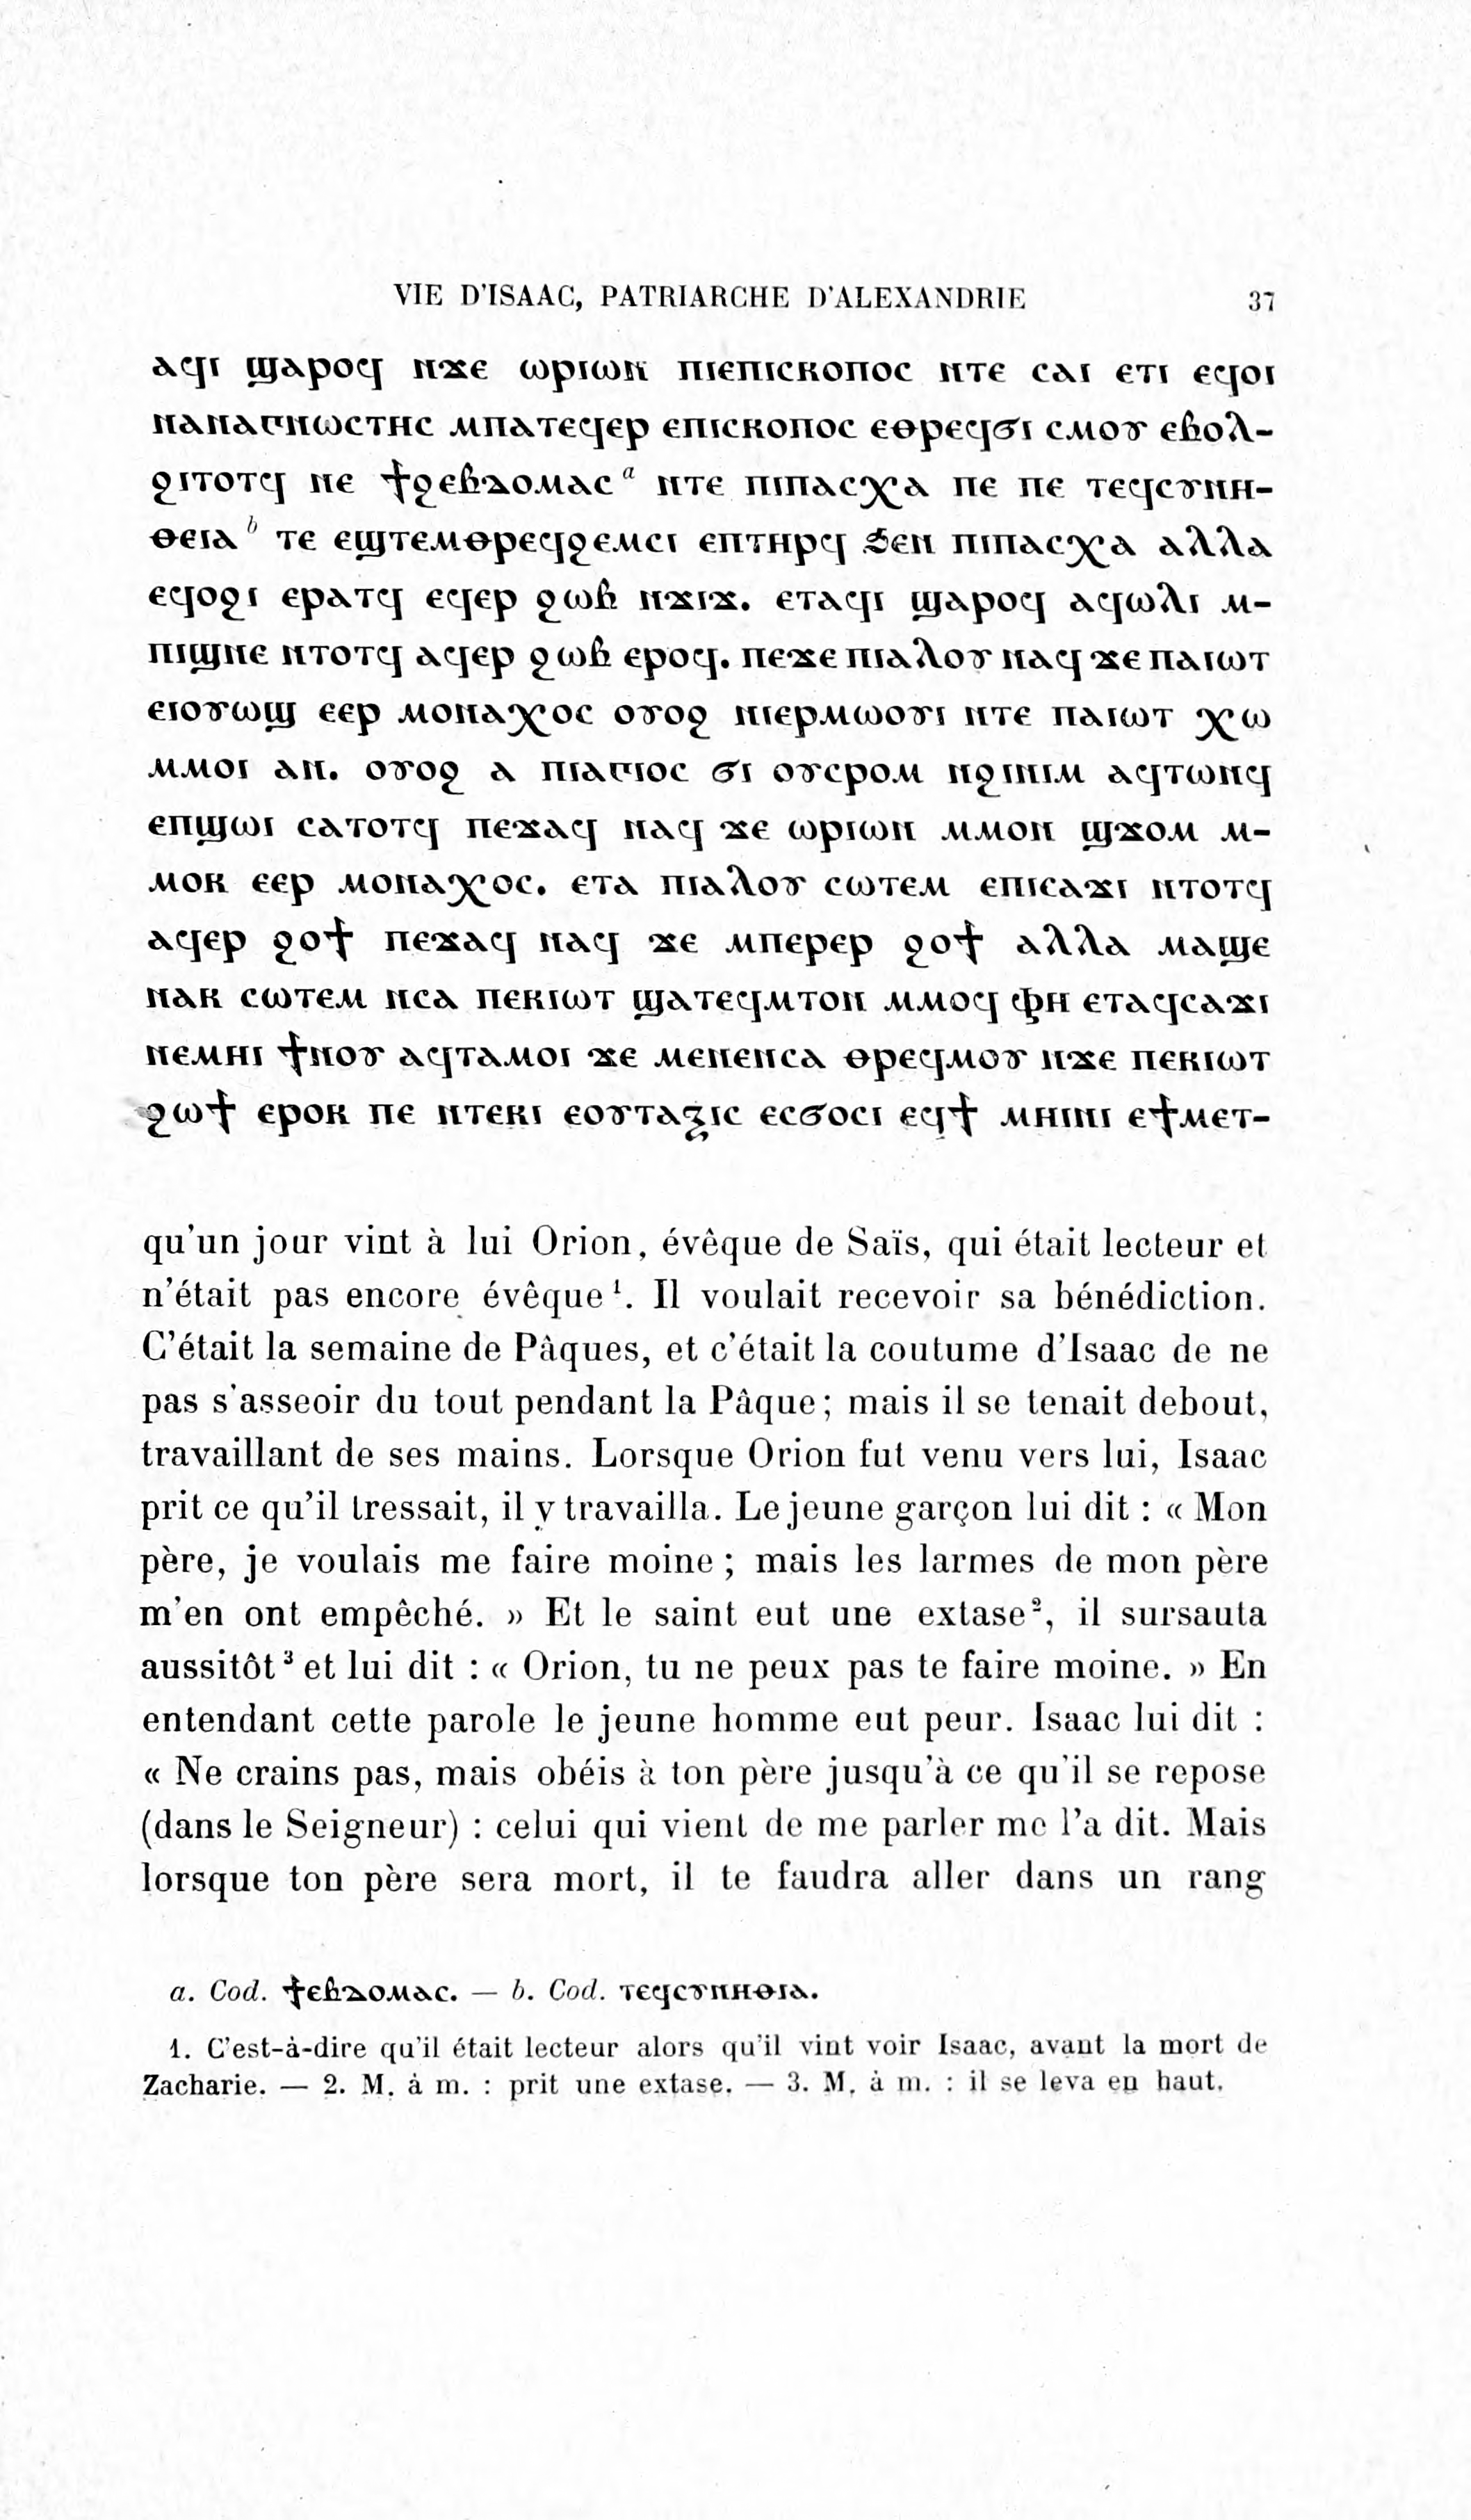 VIE D'ISAAC, PATRIARCHE D'ALEXANDRIE 37
ⲁϥⲓ ϣⲁⲣⲟϥ ⲛϫⲉ ⲱⲣⲓⲱⲛ ⲡⲓⲉⲡⲓⲥⲕⲟⲡⲟⲥ ⲛⲧⲉ ⲥⲁⲓ ⲉⲧⲓ ⲉϥⲟⲓ
ⲛⲁⲛⲁⲅⲛⲱⲥⲧⲏⲥ ⲙⲡⲁⲧⲉϥⲉⲣ ⲉⲡⲓⲥⲕⲟⲡⲟⲥ ⲉⲑⲣⲉϥϭⲓ ⲥⲙⲟⲩ ⲉⲃⲟⲗ-
ϩⲓⲧⲟⲧϥ ⲛⲉ ϯϩⲉⲃⲇⲟⲙⲁⲥ a ⲛⲧⲉ ⲡⲓⲡⲁⲥⲭⲁ ⲡⲉ ⲛⲉ ⲧⲉϥⲥⲩⲛⲏ-
ⲑⲉⲓⲁ b ⲧⲉ ⲉϣⲧⲉⲙⲑⲣⲉϥϩⲉⲙⲥⲓ ⲉⲡⲧⲏⲣϥ ϧⲉⲛ ⲡⲓⲡⲁⲥⲭⲁ ⲁⲗⲗⲁ
ⲉϥⲟϩⲓ ⲉⲣⲁⲧϥ ⲉϥⲉⲣ ϩⲱⲃ ⲛϫⲓϫ. ⲉⲧⲁϥⲓ ϣⲁⲣⲟϥ ⲁϥⲱⲗⲓ ⲙ-
ⲡⲓϣⲛⲉ ⲛⲧⲟⲧϥ ⲁϥⲉⲣ ϩⲱⲃ ⲉⲣⲟϥ. ⲡⲉϫⲉ ⲡⲓⲁⲗⲟⲩ ⲛⲁϥ ϫⲉ ⲡⲁⲓⲱⲧ
ⲉⲓⲟⲩⲱϣ ⲉⲉⲣ ⲙⲟⲛⲁⲭⲟⲥ ⲟⲩⲟϩ ⲛⲓⲉⲣⲙⲱⲟⲩⲓ ⲛⲧⲉ ⲡⲁⲓⲱⲧ ⲭⲱ
ⲙⲙⲟⲓ ⲁⲛ. ⲟⲩⲟϩ ⲁ ⲡⲓⲁⲅⲓⲟⲥ ϭⲓ ⲟⲩⲥⲣⲟⲙ ⲛϩⲓⲛⲓⲙ ⲁϥⲧⲱⲛϥ
ⲉⲡϣⲱⲓ ⲥⲁⲧⲟⲧϥ ⲡⲉϫⲁϥ ⲛⲁϥ ϫⲉ ⲱⲣⲓⲱⲛ ⲙⲙⲟⲛ ϣϫⲟⲙ ⲙ-
ⲙⲟⲕ ⲉⲉⲣ ⲙⲟⲛⲁⲭⲟⲥ. ⲉⲧⲁ ⲡⲓⲁⲗⲟⲩ ⲥⲱⲧⲉⲙ ⲉⲡⲓⲥⲁϫⲓ ⲛⲧⲟⲧϥ
ⲁϥⲉⲣ ϩⲟϯ ⲡⲉϫⲁϥ ⲛⲁϥ ϫⲉ ⲙⲡⲉⲣⲉⲣ ϩⲟϯ ⲁⲗⲗⲁ ⲙⲁϣⲉ
ⲛⲁⲕ ⲥⲱⲧⲉⲙ ⲛⲥⲁ ⲡⲉⲕⲓⲱⲧ ϣⲁⲧⲉϥⲙⲧⲟⲛ ⲙⲙⲟϥ ⲫⲏ ⲉⲧⲁϥⲥⲁϫⲓ
ⲛⲉⲙⲏⲓ ϯⲛⲟⲩ ⲁϥⲧⲁⲙⲟⲓ ϫⲉ ⲙⲉⲛⲉⲛⲥⲁ ⲑⲣⲉϥⲙⲟⲩ ⲛϫⲉ ⲡⲉⲕⲓⲱⲧ
ϩⲱϯ ⲉⲣⲟⲕ ⲡⲉ ⲛⲧⲉⲕⲓ ⲉⲟⲩⲧⲁⲝⲓⲥ ⲉⲥϭⲟⲥⲓ ⲉϥϯ ⲙⲏⲓⲛⲓ ⲉϯⲙⲉⲧ-
qu'un jour vint à lui Orion, évêque de Saïs, qui était lecteur et
n'était pas encore évêque¹. Il voulait recevoir sa bénédiction.
C'était la semaine de Pâques, et c'était la coutume d'Isaac de ne
pas s'asseoir du tout pendant la Pâque; mais il se tenait debout,
travaillant de ses mains. Lorsque Orion fut venu vers lui, Isaac
prit ce qu'il tressait, il y travailla. Le jeune garçon lui dit : « Mon
père, je voulais me faire moine ; mais les larmes de mon père
m'en ont empêché. » Et le saint eut une extase², il sursauta
aussitôt³ et lui dit : « Orion, tu ne peux pas te faire moine. » En
entendant cette parole le jeune homme eut peur. Isaac lui dit :
« Ne crains pas, mais obéis à ton père jusqu'à ce qu'il se repose
(dans le Seigneur) : celui qui vient de me parler me l'a dit. Mais
lorsque ton père sera mort, il te faudra aller dans un rang
a. Cod. ϯⲉⲃⲇⲟⲙⲁⲥ. — b. Cod. ⲧⲉϥⲥⲩⲛⲏⲑⲓⲁ.
1. C'est-à-dire qu'il était lecteur alors qu'il vint voir Isaac, avant la mort de
Zacharie. — 2. M. à m. : prit une extase. — 3. M. à m. : il se leva en haut.